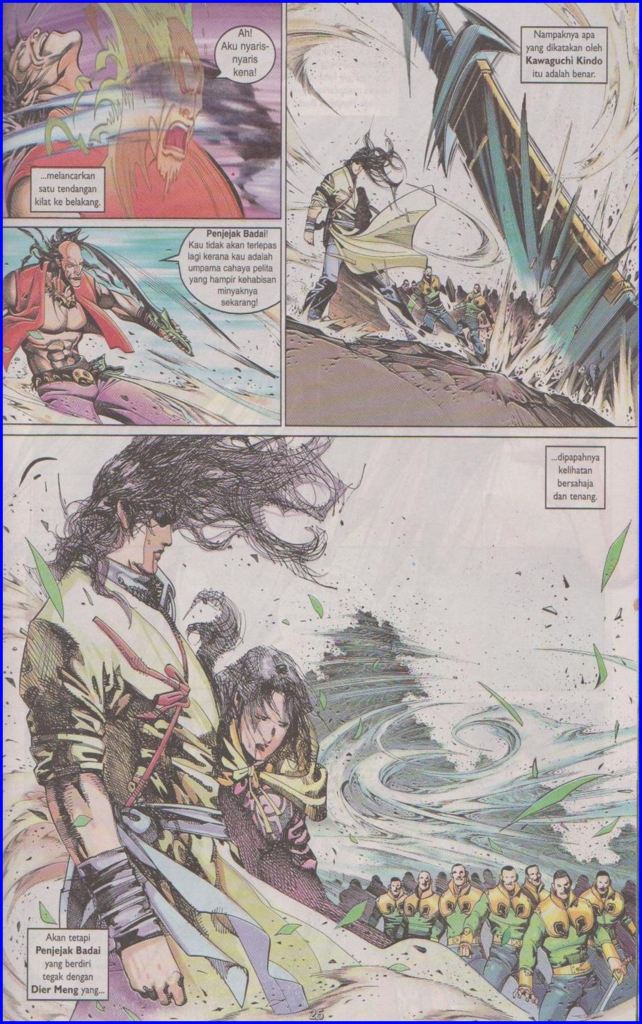 Ah!
Aku nyaris-
nyaris
kena!
...melancarkan
satu tendangan
kilat ke belakang.
Penjejak Badai!
Kau tidak akan terlepas
lagi kerana kau adalah
umpama cahaya pelita
yang hampir kehabisan
minyaknya
sekarang!
Nampaknya apa
yang dikatakan oleh
Kawaguchi Kindo
itu adalah benar.
Akan tetapi
Penjejak Badai
yang berdiri
tegak dengan
Dier Meng yang...
...dipapahnya
kelihatan
bersahaja
dan tenang.
25